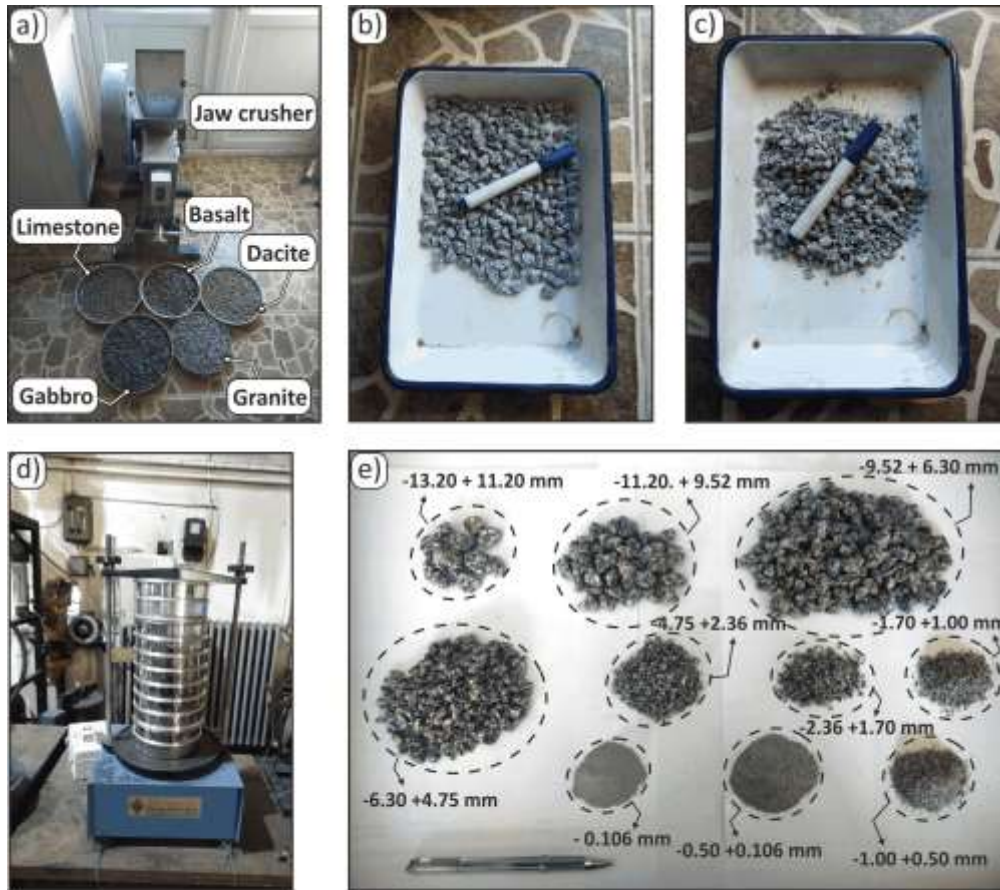 a)
Jaw crusher
Limestone
Basalt
Dacite
Gabbro
Granite
b)
c)
d)
e)
-13.20 + 11.20 mm
-11.20. + 9.52 mm
-9.52 + 6.30 mm
-4.75 +2.36 mm
-1.70 +1.00 mm
-2.36 +1.70 mm
-6.30 +4.75 mm
- 0.106 mm
-0.50 +0.106 mm
-1.00 +0.50 mm